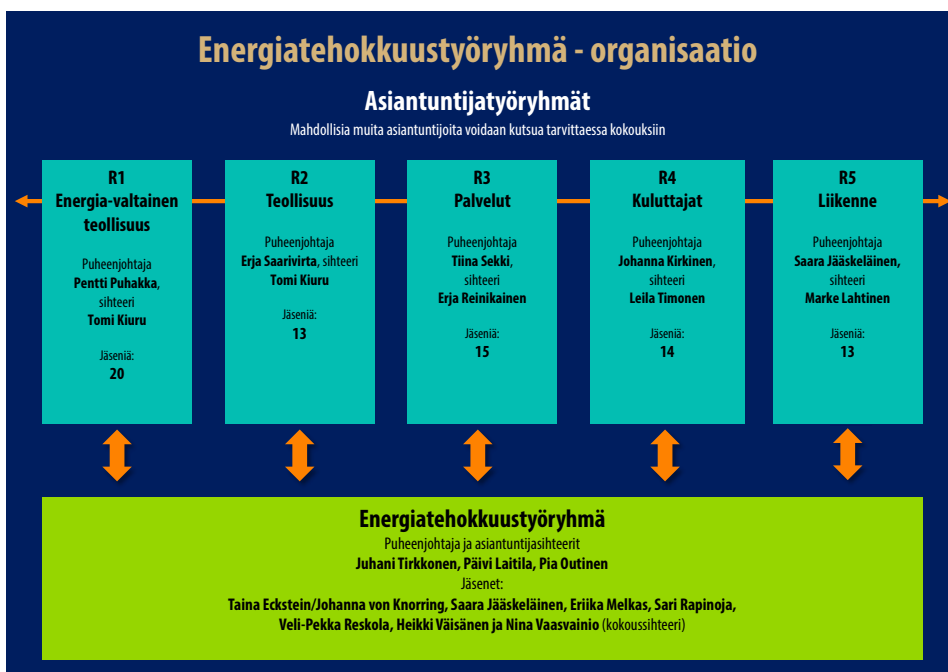 Energiatehokkuustyöryhmä - organisaatio
Asiantuntijatyöryhmät
Mahdollisia muita asiantuntijoita voidaan kutsua tarvittaessa kokouksiin
R1
Energia-valtainen
teollisuus
Puheenjohtaja
Pentti Puhakka,
sihteeri
Tomi Kiuru
Jäseniä:
20
R2
Teollisuus
Puheenjohtaja
Erja Saarivirta, sihteeri
Tomi Kiuru
Jäseniä:
13
R3
Palvelut
Puheenjohtaja
Tiina Sekki,
sihteeri
Erja Reinikainen
Jäseniä:
15
R4
Kuluttajat
Puheenjohtaja
Johanna Kirkinen,
sihteeri
Leila Timonen
Jäseniä:
14
R5
Liikenne
Puheenjohtaja
Saara Jääskeläinen,
sihteeri
Marke Lahtinen
Jäseniä:
13
Energiatehokkuustyöryhmä
Puheenjohtaja ja asiantuntijasihteerit
Juhani Tirkkonen, Päivi Laitila, Pia Outinen
Jäsenet:
Taina Eckstein/Johanna von Knorring, Saara Jääskeläinen, Eriika Melkas, Sari Rapinoja,
Veli-Pekka Reskola, Heikki Väisänen ja Nina Vaasvainio (kokoussihteeri)